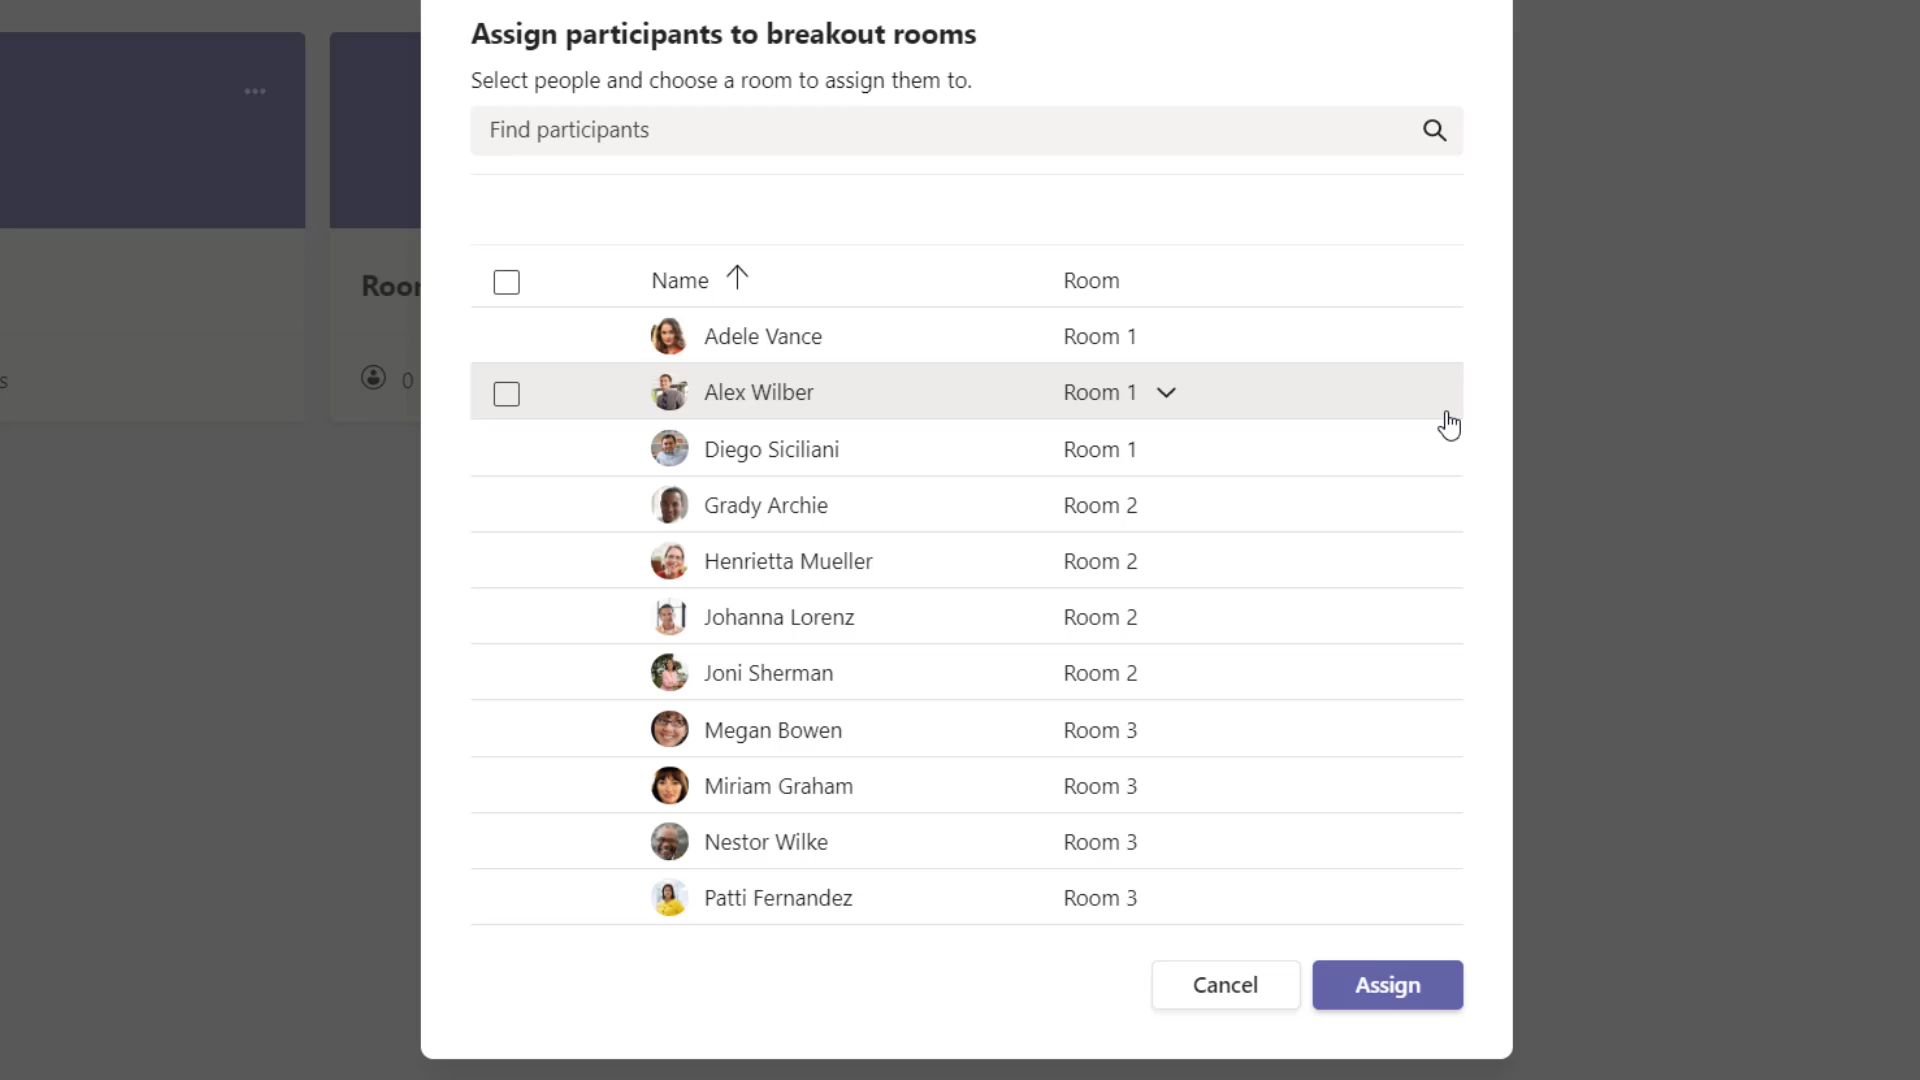 Assign participants to breakout rooms
Select people and choose a room to assign them to.
Find participants
Name Room
Adele Vance Room 1
Alex Wilber Room 1
Diego Siciliani Room 1
Grady Archie Room 2
Henrietta Mueller Room 2
Johanna Lorenz Room 2
Joni Sherman Room 2
Megan Bowen Room 3
Miriam Graham Room 3
Nestor Wilke Room 3
Patti Fernandez Room 3
Cancel Assign
0